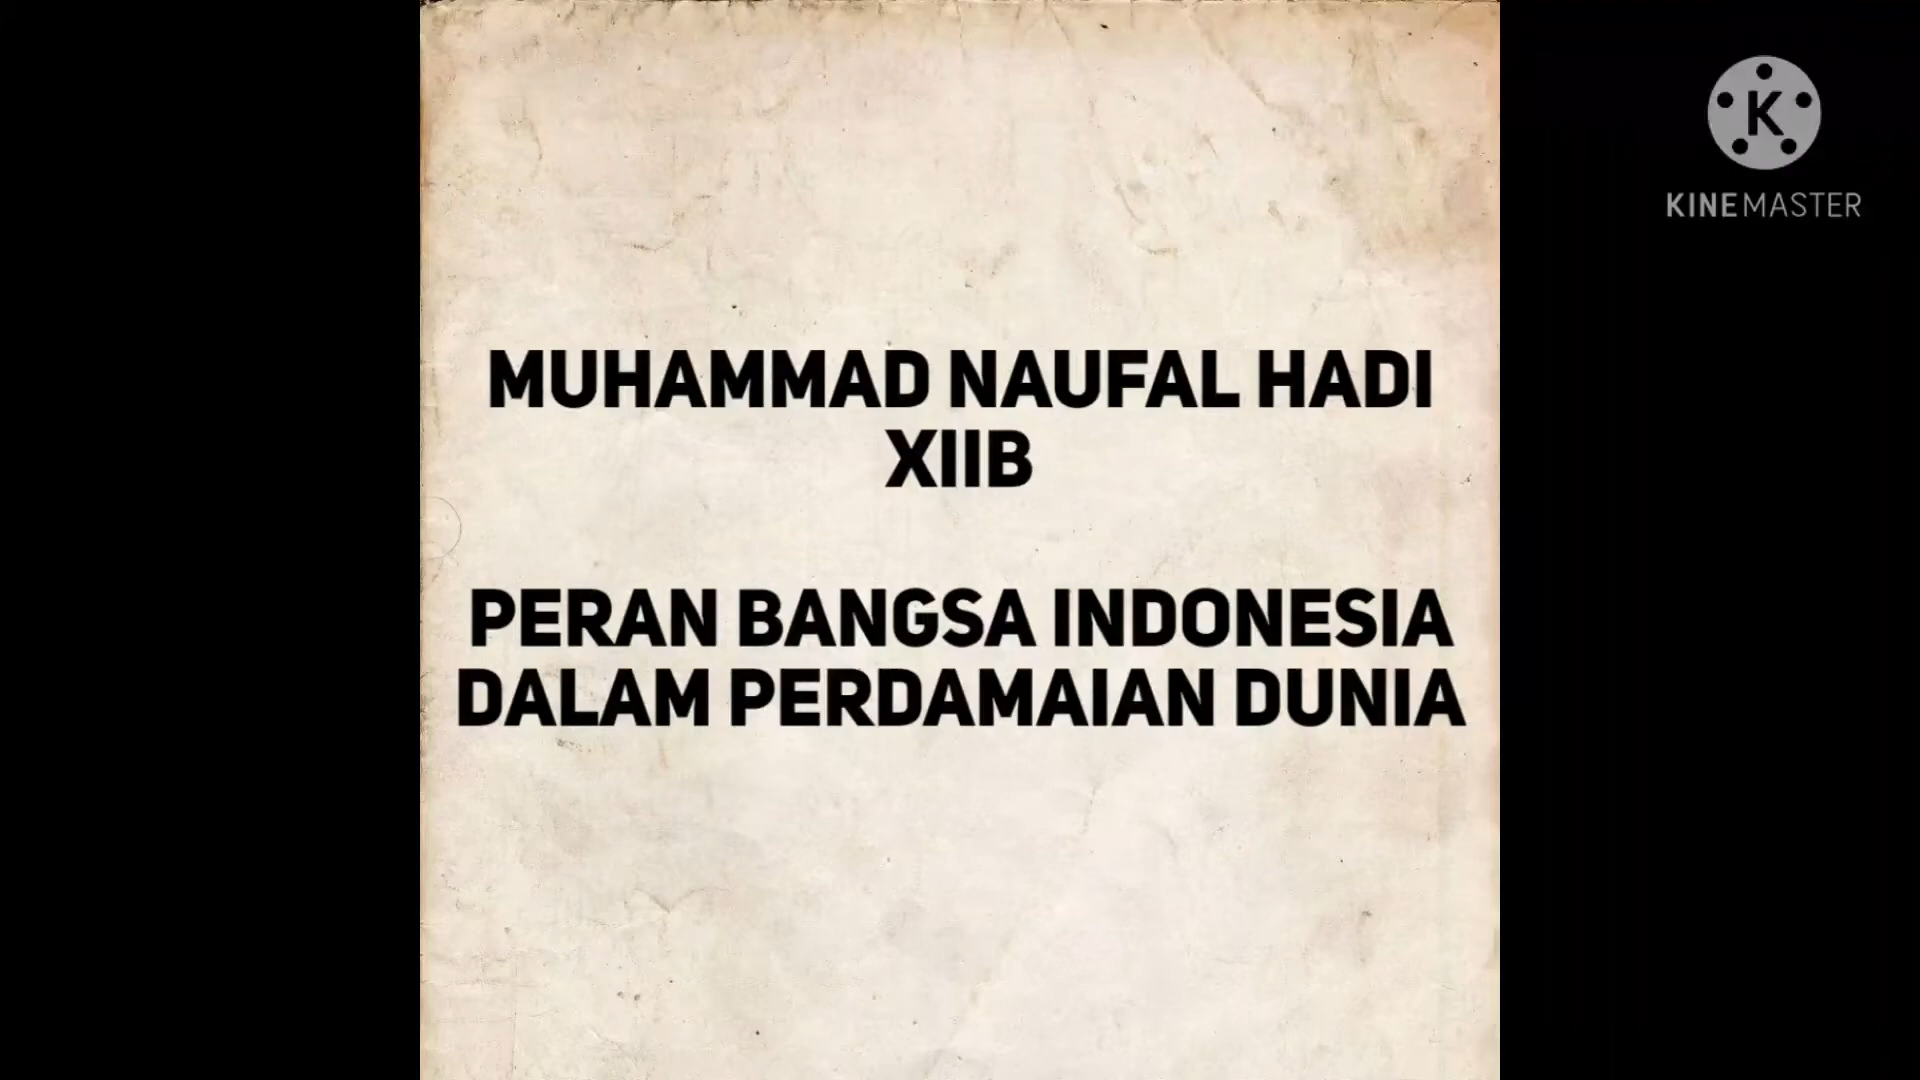 MUHAMMAD NAUFAL HADI
XIIB
PERAN BANGSA INDONESIA
DALAM PERDAMAIAN DUNIA
K
KINEMASTER